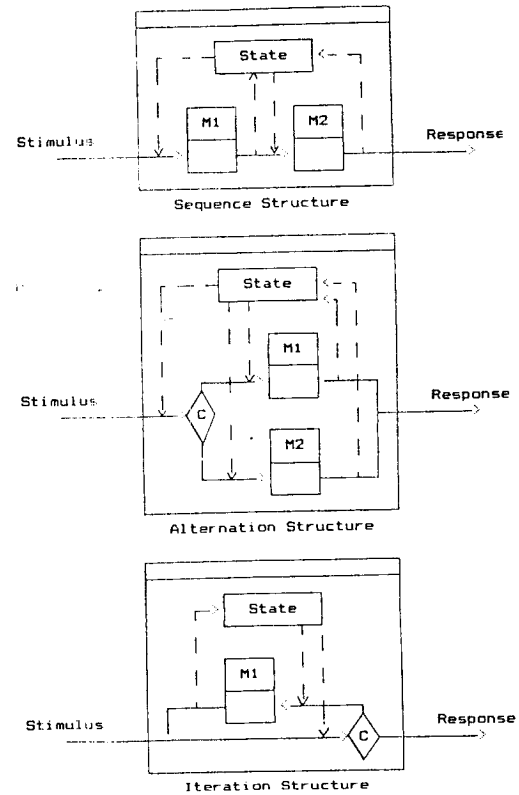 State
M1
M2
Stimulus
Response
Sequence Structure
State
M1
Stimulus
Response
C
M2
Alternation Structure
State
M1
Stimulus
Response
C
Iteration Structure